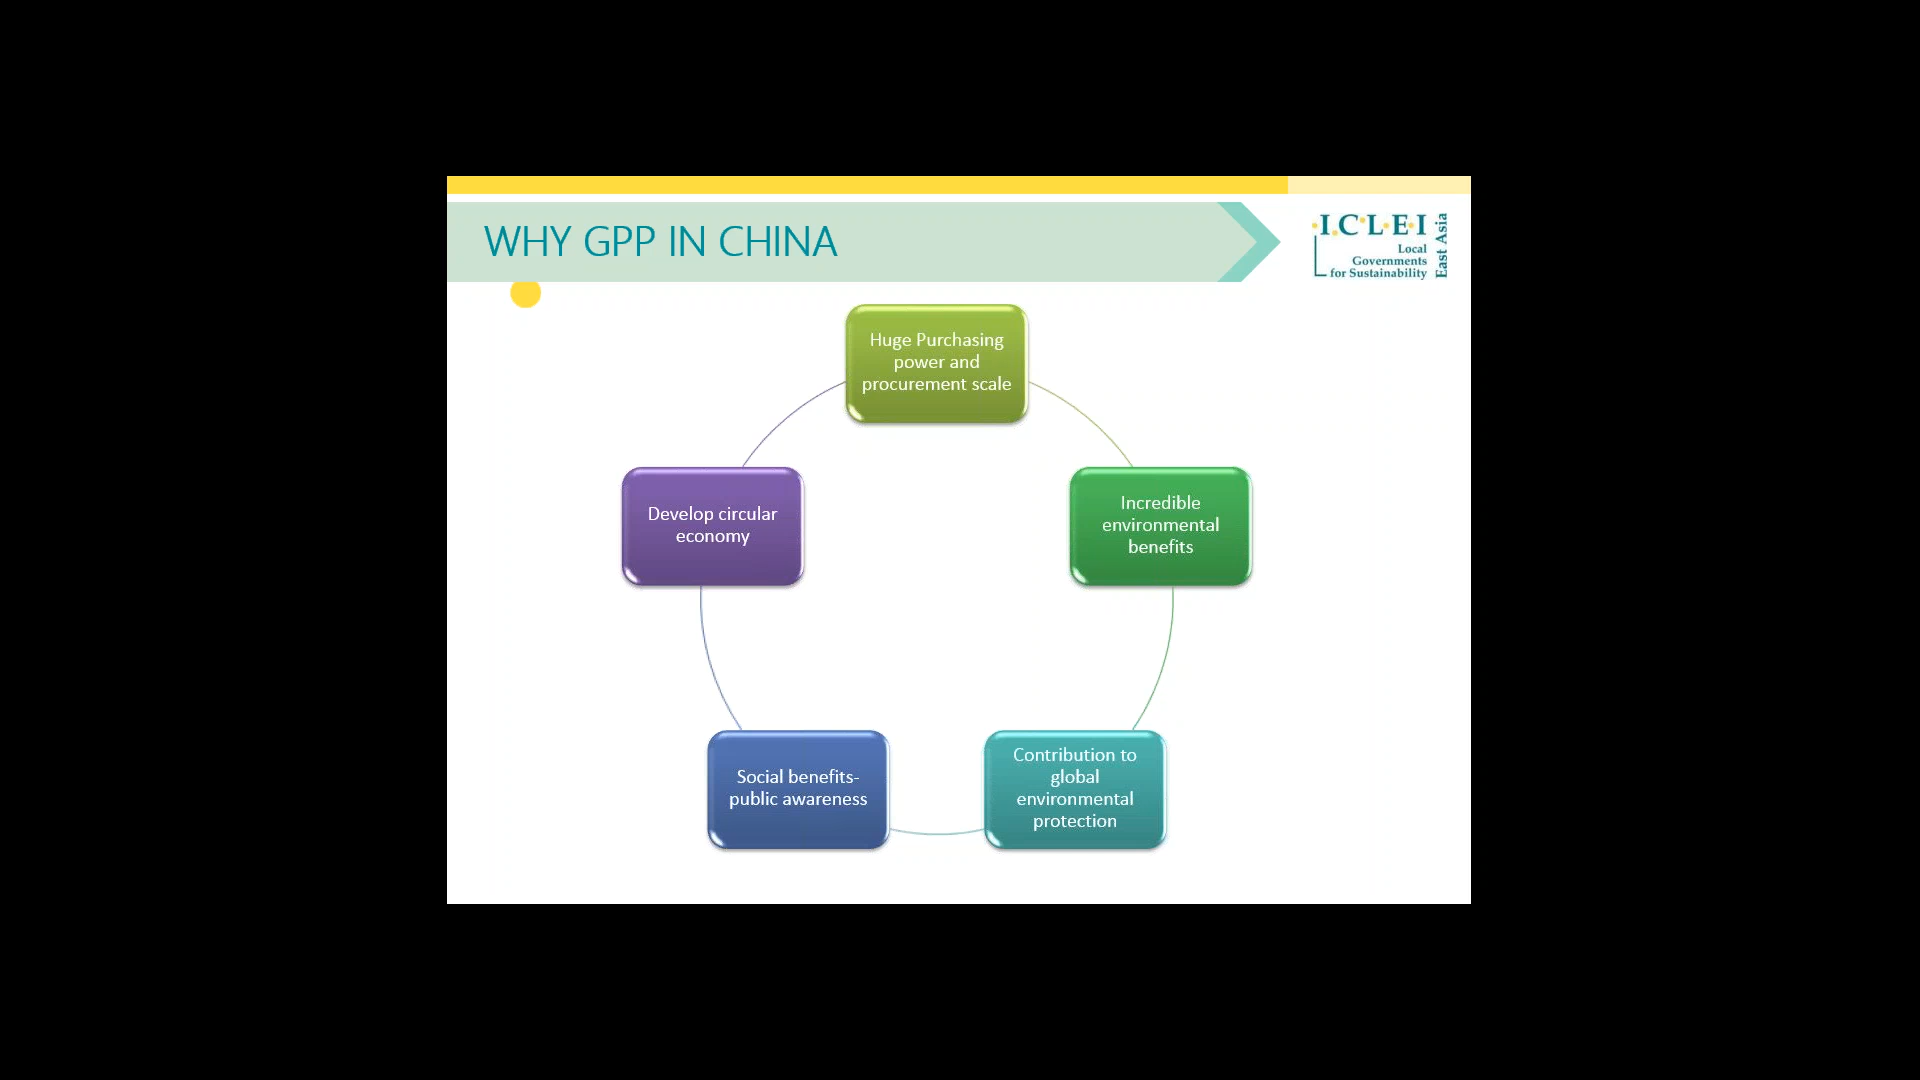 WHY GPP IN CHINA
I.C.L.E.I
Local
Governments
for Sustainability
East Asia
Huge Purchasing
power and
procurement scale
Incredible
environmental
benefits
Contribution to
global
environmental
protection
Social benefits-
public awareness
Develop circular
economy